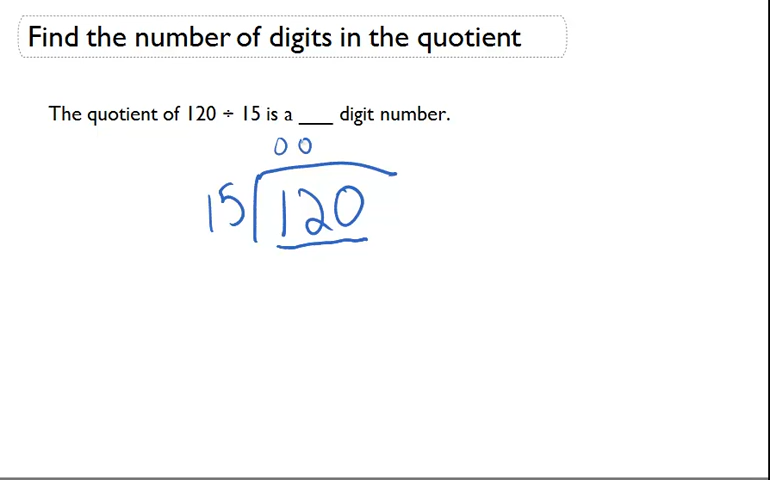 Find the number of digits in the quotient
The quotient of 120 ÷ 15 is a ___ digit number.
0 0
15 120